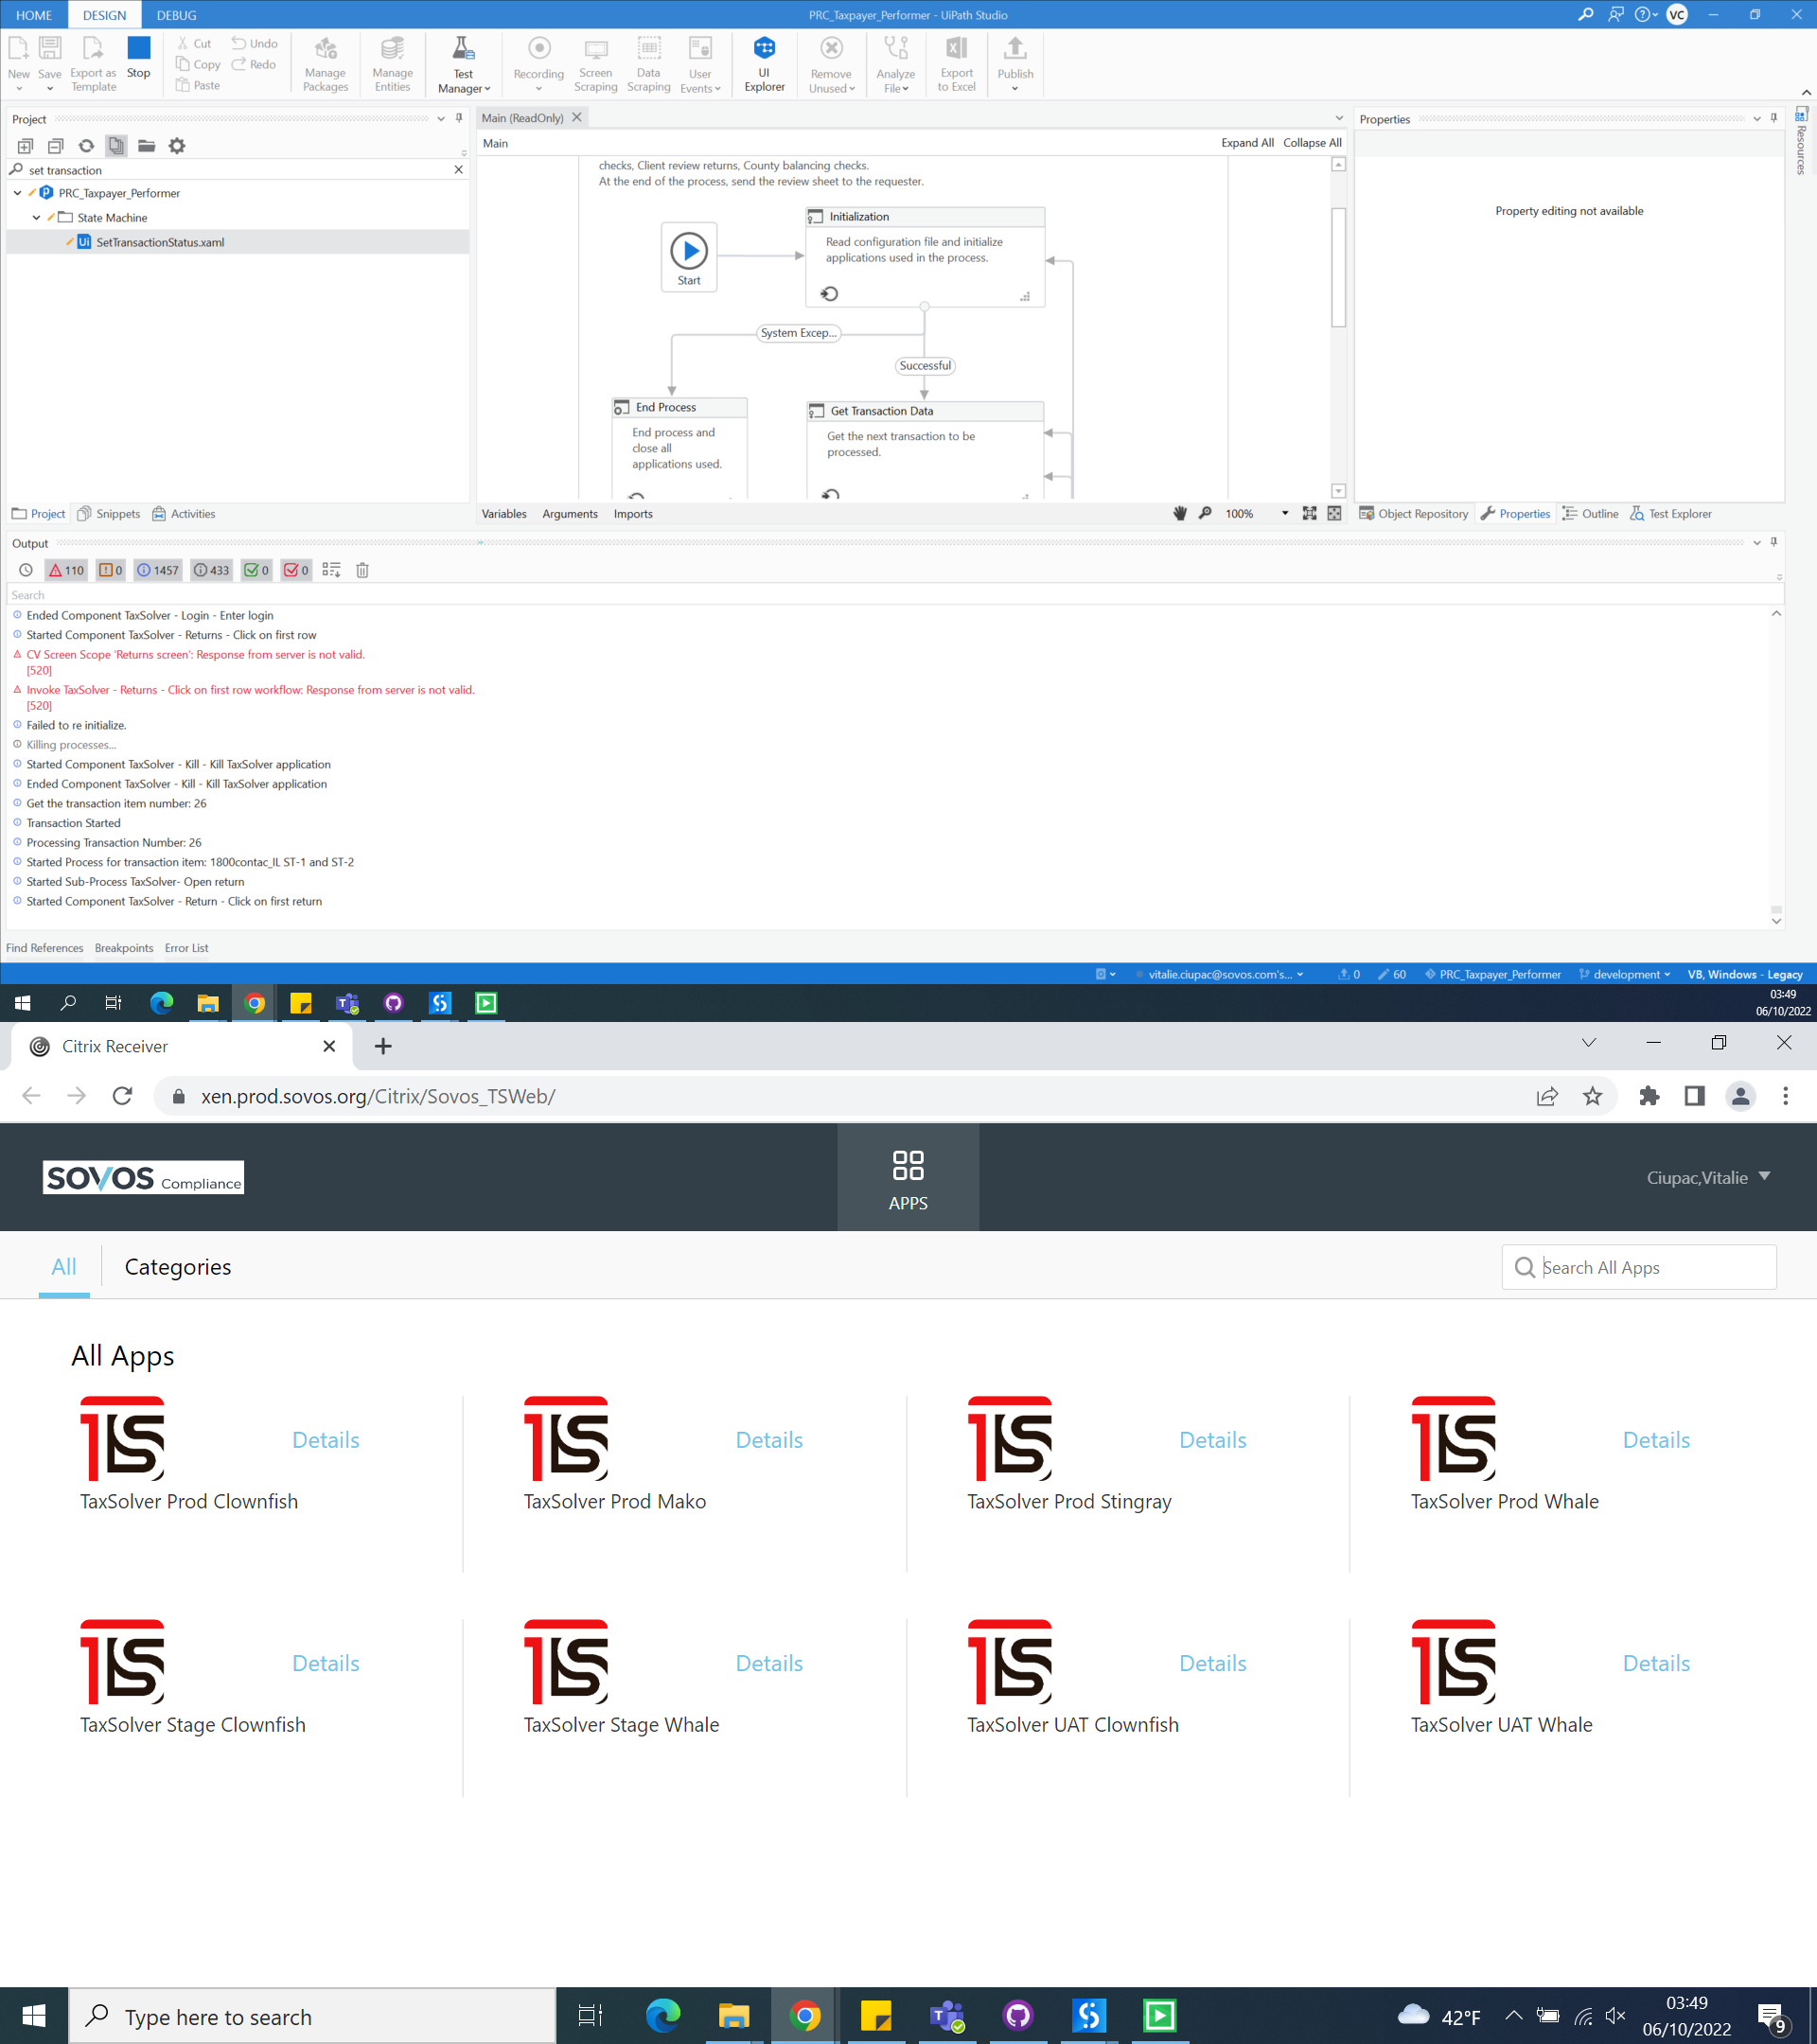 HOME DESIGN DEBUG
PRC_Taxpayer_Performer - UiPath Studio
VC
New Save Export as Template Stop
Cut Copy Paste Undo Redo
Manage Packages
Manage Entities
Test Manager
Recording
Screen Scraping
Data Scraping
User Events
UI Explorer
Remove Unused
Analyze File
Export to Excel
Publish
Project
set transaction
PRC_Taxpayer_Performer
State Machine
Ui SetTransactionStatus.xaml
Project Snippets Activities
Main (ReadOnly)
Main
Expand All Collapse All
checks, Client review returns, County balancing checks.
At the end of the process, send the review sheet to the requester.
Start
Initialization
Read configuration file and initialize
applications used in the process.
System Excep...
Successful
End Process
End process and
close all
applications used.
Get Transaction Data
Get the next transaction to be
processed.
Variables Arguments Imports
100%
Properties
Property editing not available
Resources
Object Repository Properties Outline Test Explorer
Output
110 0 1457 433 0 0
Search
Ended Component TaxSolver - Login - Enter login
Started Component TaxSolver - Returns - Click on first row
CV Screen Scope 'Returns screen': Response from server is not valid.
[520]
Invoke TaxSolver - Returns - Click on first row workflow: Response from server is not valid.
[520]
Failed to re initialize.
Killing processes...
Started Component TaxSolver - Kill - Kill TaxSolver application
Ended Component TaxSolver - Kill - Kill TaxSolver application
Get the transaction item number: 26
Transaction Started
Processing Transaction Number: 26
Started Process for transaction item: 1800contac_IL ST-1 and ST-2
Started Sub-Process TaxSolver- Open return
Started Component TaxSolver - Return - Click on first return
Find References Breakpoints Error List
vitalie.ciupac@sovos.com's... 0 60 PRC_Taxpayer_Performer development VB, Windows - Legacy
03:49
06/10/2022
Citrix Receiver
xen.prod.sovos.org/Citrix/Sovos_TSWeb/
SOVOS Compliance
APPS
Ciupac,Vitalie
All Categories
Search All Apps
All Apps
Details Details Details Details
TaxSolver Prod Clownfish TaxSolver Prod Mako TaxSolver Prod Stingray TaxSolver Prod Whale
Details Details Details Details
TaxSolver Stage Clownfish TaxSolver Stage Whale TaxSolver UAT Clownfish TaxSolver UAT Whale
Type here to search
42°F
03:49
06/10/2022
9